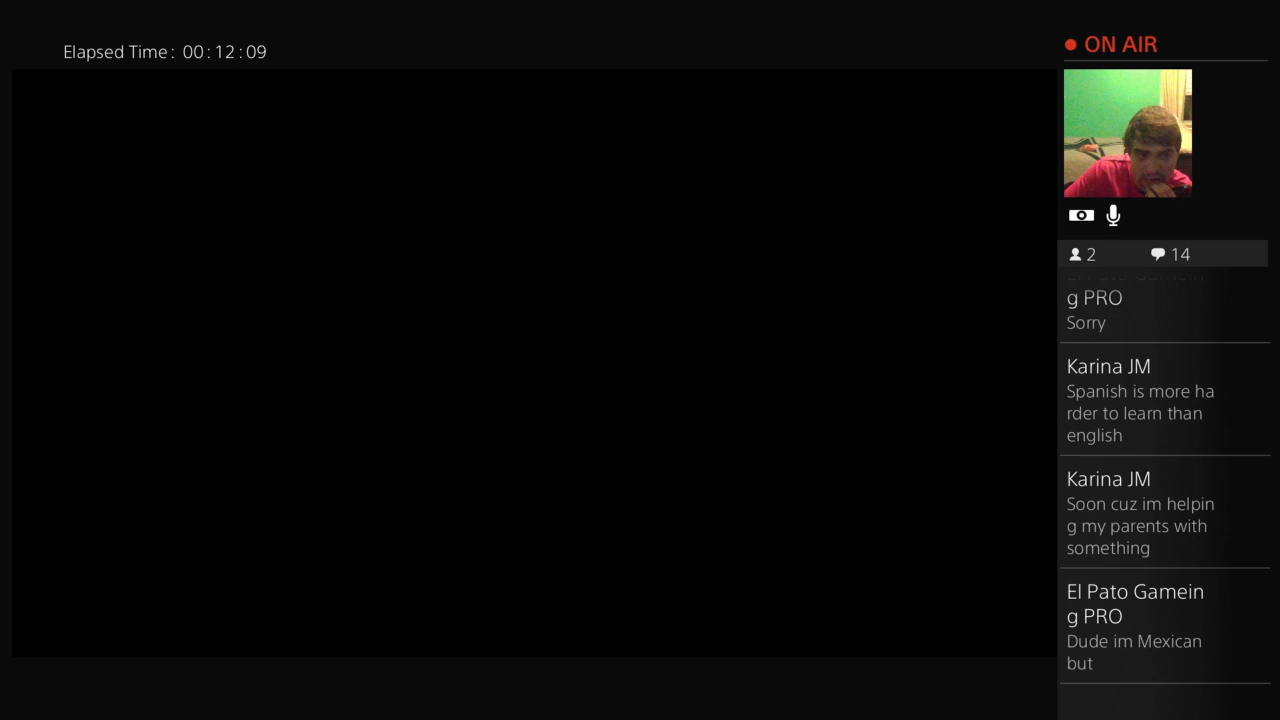 Elapsed Time: 00:12:09
ON AIR
2 14
g PRO
Sorry
Karina JM
Spanish is more ha
rder to learn than
english
Karina JM
Soon cuz im helpin
g my parents with
something
El Pato Gamein
g PRO
Dude im Mexican
but